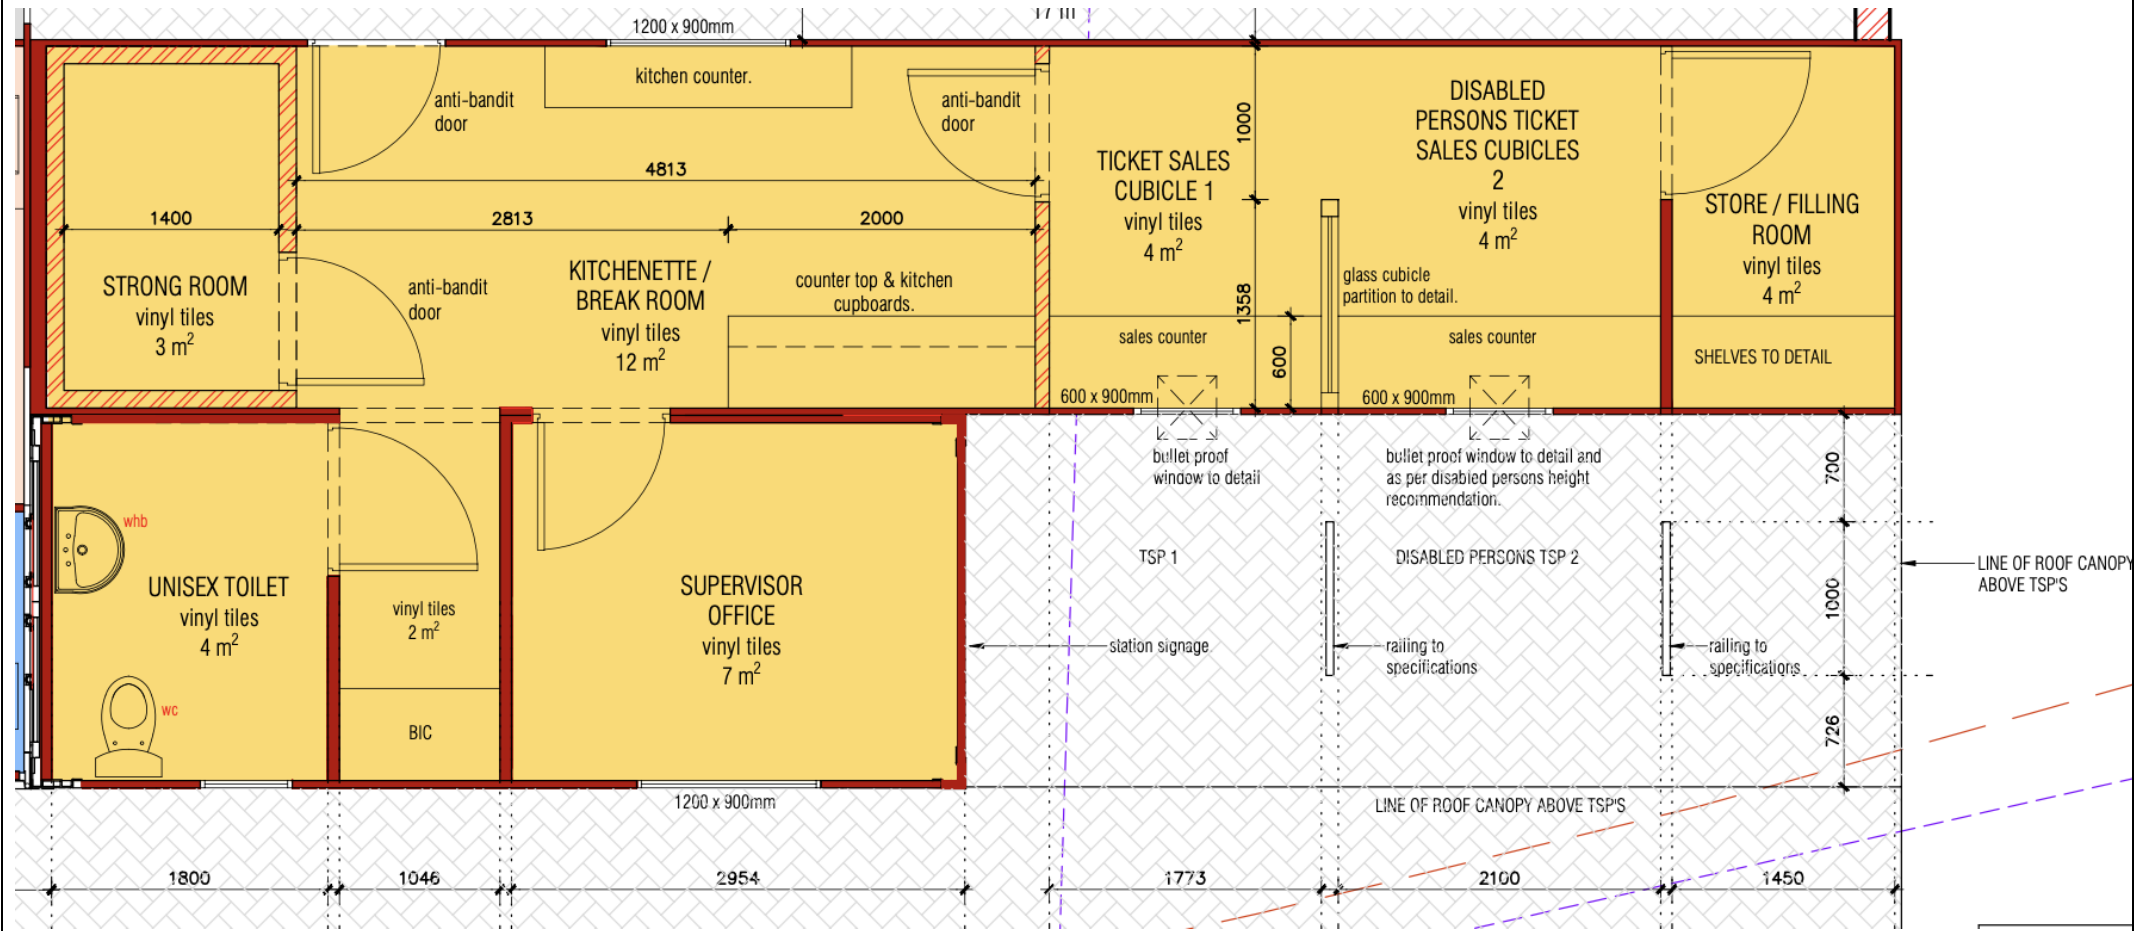 1200 x 900mm
kitchen counter.
anti-bandit
door
anti-bandit
door
4813
1400
2813
2000
STRONG ROOM
vinyl tiles
3 m²
anti-bandit
door
KITCHENETTE /
BREAK ROOM
vinyl tiles
12 m²
counter top & kitchen
cupboards.
TICKET SALES
CUBICLE 1
vinyl tiles
4 m²
1000
1358
600
DISABLED
PERSONS TICKET
SALES CUBICLES
2
vinyl tiles
4 m²
glass cubicle
partition to detail.
STORE / FILLING
ROOM
vinyl tiles
4 m²
sales counter
sales counter
SHELVES TO DETAIL
600 x 900mm
600 x 900mm
bullet proof
window to detail
bullet proof window to detail and
as per disabled persons height
recommendation.
700
whb
UNISEX TOILET
vinyl tiles
4 m²
wc
vinyl tiles
2 m²
BIC
SUPERVISOR
OFFICE
vinyl tiles
7 m²
TSP 1
DISABLED PERSONS TSP 2
1000
LINE OF ROOF CANOPY
ABOVE TSP'S
station signage
railing to
specifications
railing to
specifications
726
1200 x 900mm
LINE OF ROOF CANOPY ABOVE TSP'S
1800
1046
2954
1773
2100
1450